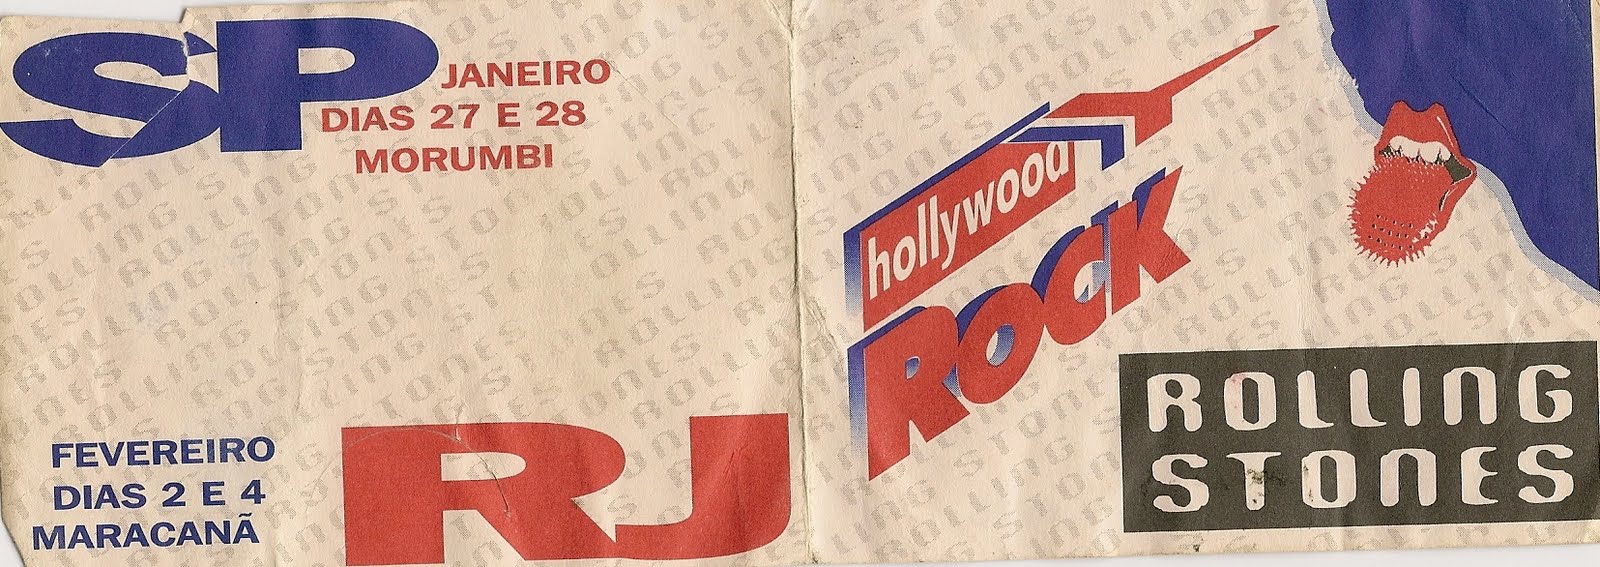 SP
JANEIRO
DIAS 27 E 28
MORUMBI
FEVEREIRO
DIAS 2 E 4
MARACANÃ
RJ
hollywood
ROCK
ROLLING
STONES